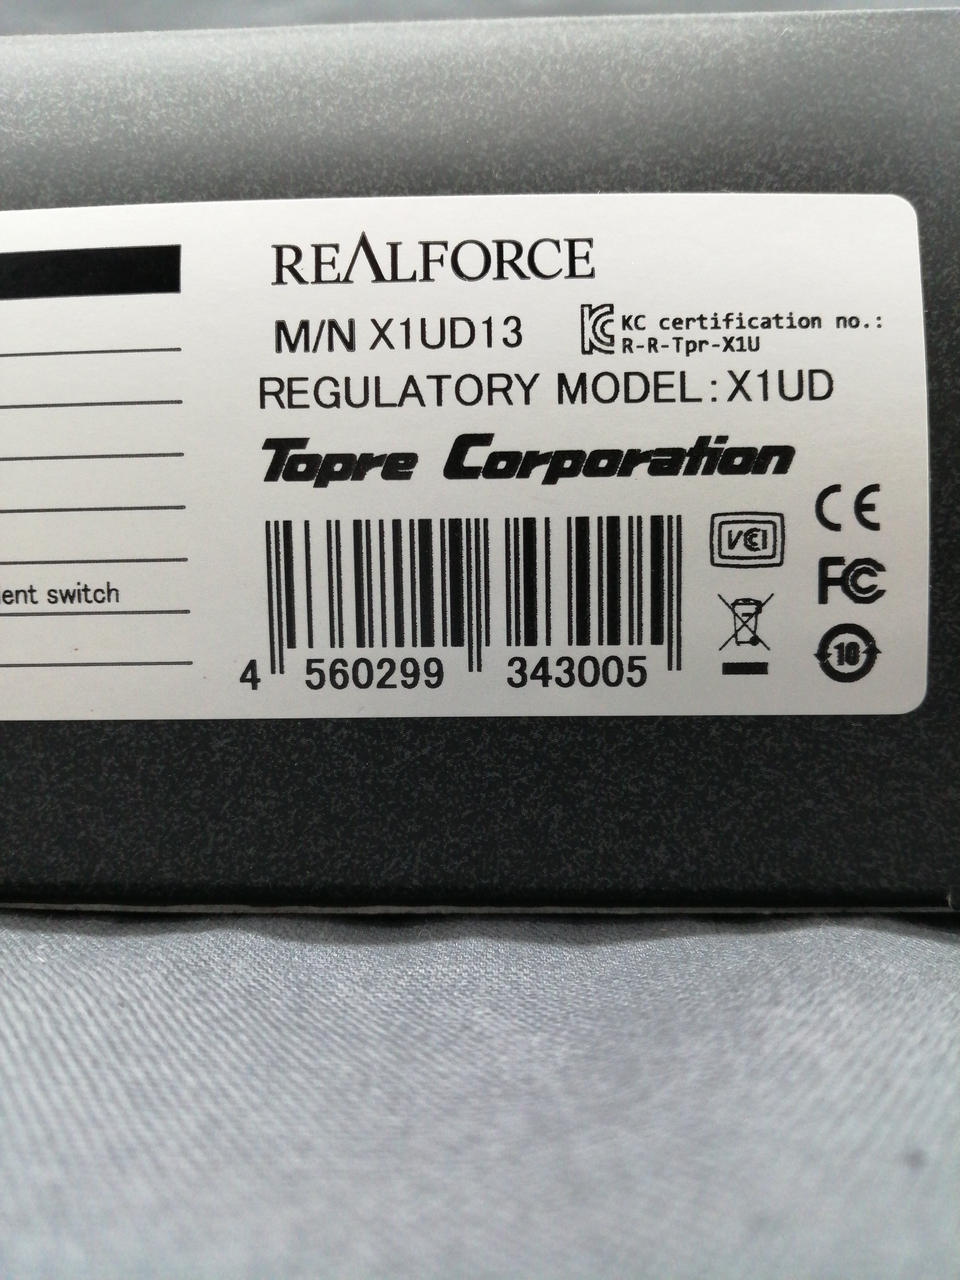 REALFORCE
M/N X1UD13
KC certification no.:
R-R-Tpr-X1U
REGULATORY MODEL: X1UD
Topre Corporation
ent switch
4 560299 343005
VCI
CE
FC
10